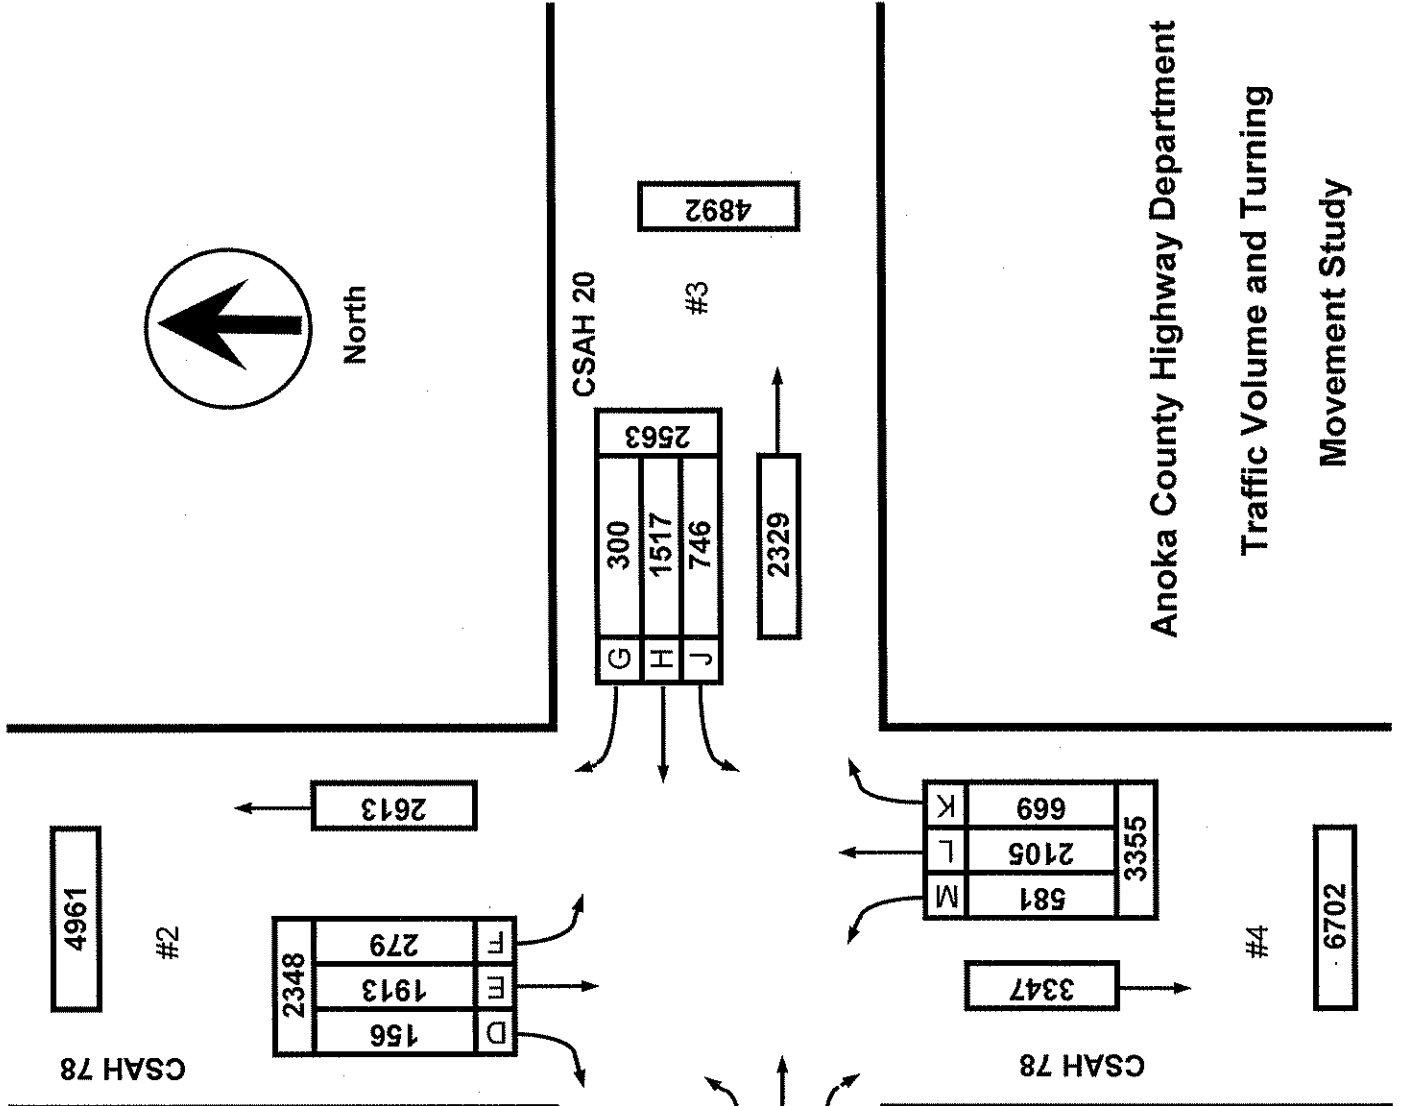 North
CSAH 20
#3
4892
2563
300
1517
746
G
H
J
2329
4961
#2
CSAH 78
2613
2348
156
1913
279
D
E
F
K
L
M
669
2105
581
3355
3347
#4
6702
CSAH 78
Anoka County Highway Department
Traffic Volume and Turning
Movement Study